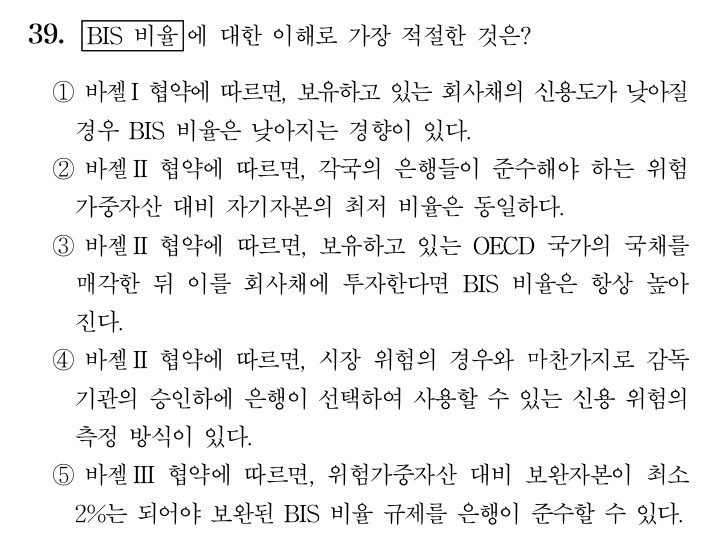 39. BIS 비율에 대한 이해로 가장 적절한 것은?
① 바젤Ⅰ 협약에 따르면, 보유하고 있는 회사채의 신용도가 낮아질
경우 BIS 비율은 낮아지는 경향이 있다.
② 바젤Ⅱ 협약에 따르면, 각국의 은행들이 준수해야 하는 위험
가중자산 대비 자기자본의 최저 비율은 동일하다.
③ 바젤Ⅱ 협약에 따르면, 보유하고 있는 OECD 국가의 국채를
매각한 뒤 이를 회사채에 투자한다면 BIS 비율은 항상 높아
진다.
④ 바젤Ⅱ 협약에 따르면, 시장 위험의 경우와 마찬가지로 감독
기관의 승인하에 은행이 선택하여 사용할 수 있는 신용 위험의
측정 방식이 있다.
⑤ 바젤Ⅲ 협약에 따르면, 위험가중자산 대비 보완자본이 최소
2%는 되어야 보완된 BIS 비율 규제를 은행이 준수할 수 있다.